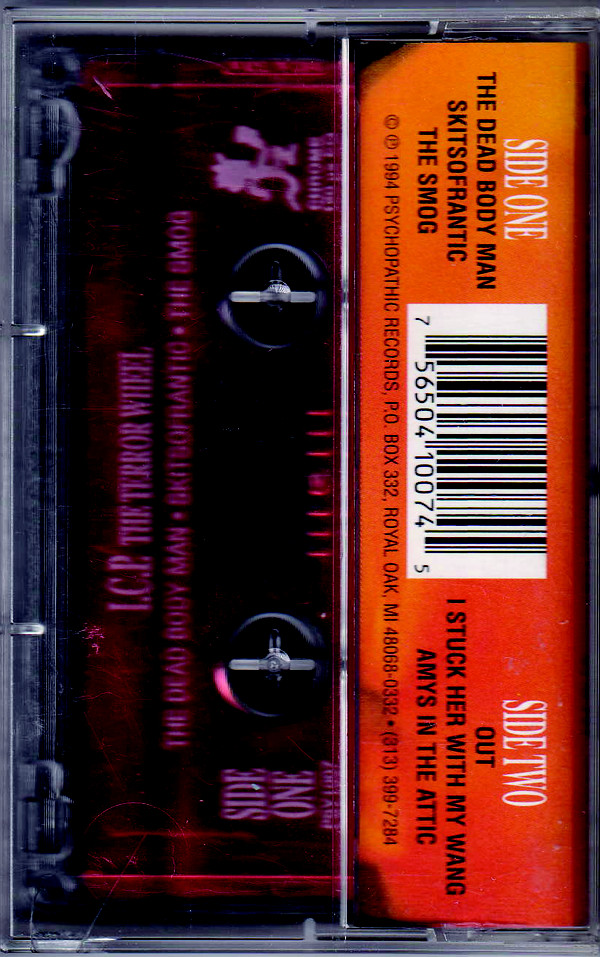 SIDE ONE
THE DEAD BODY MAN
SKITSOFRANTIC
THE SMOG
7 56504 10074 5
SIDE TWO
OUT
I STUCK HER WITH MY WANG
AMYS IN THE ATTIC
© ℗ 1994 PSYCHOPATHIC RECORDS, P.O. BOX 332, ROYAL OAK, MI 48068-0332 • (813) 399-7284
SIDE
ONE
I.C.P. THE TERROR WHEEL
THE DEAD BODY MAN • SKITSOFRANTIC • THE SMOG